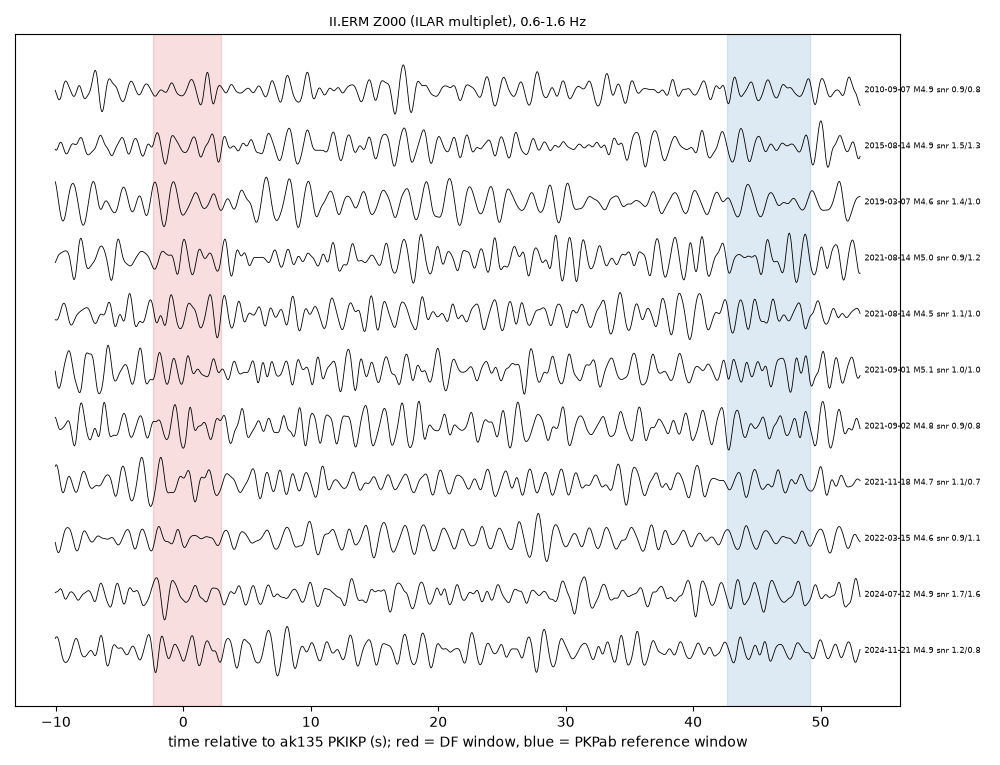 II.ERM Z000 (ILAR multiplet), 0.6-1.6 Hz
2010-09-07 M4.9 snr 0.9/0.8
2015-08-14 M4.9 snr 1.5/1.3
2019-03-07 M4.6 snr 1.4/1.0
2021-08-14 M5.0 snr 0.9/1.2
2021-08-14 M4.5 snr 1.1/1.0
2021-09-01 M5.1 snr 1.0/1.0
2021-09-02 M4.8 snr 0.9/0.8
2021-11-18 M4.7 snr 1.1/0.7
2022-03-15 M4.6 snr 0.9/1.1
2024-07-12 M4.9 snr 1.7/1.6
2024-11-21 M4.9 snr 1.2/0.8
−10 0 10 20 30 40 50
time relative to ak135 PKIKP (s); red = DF window, blue = PKPab reference window